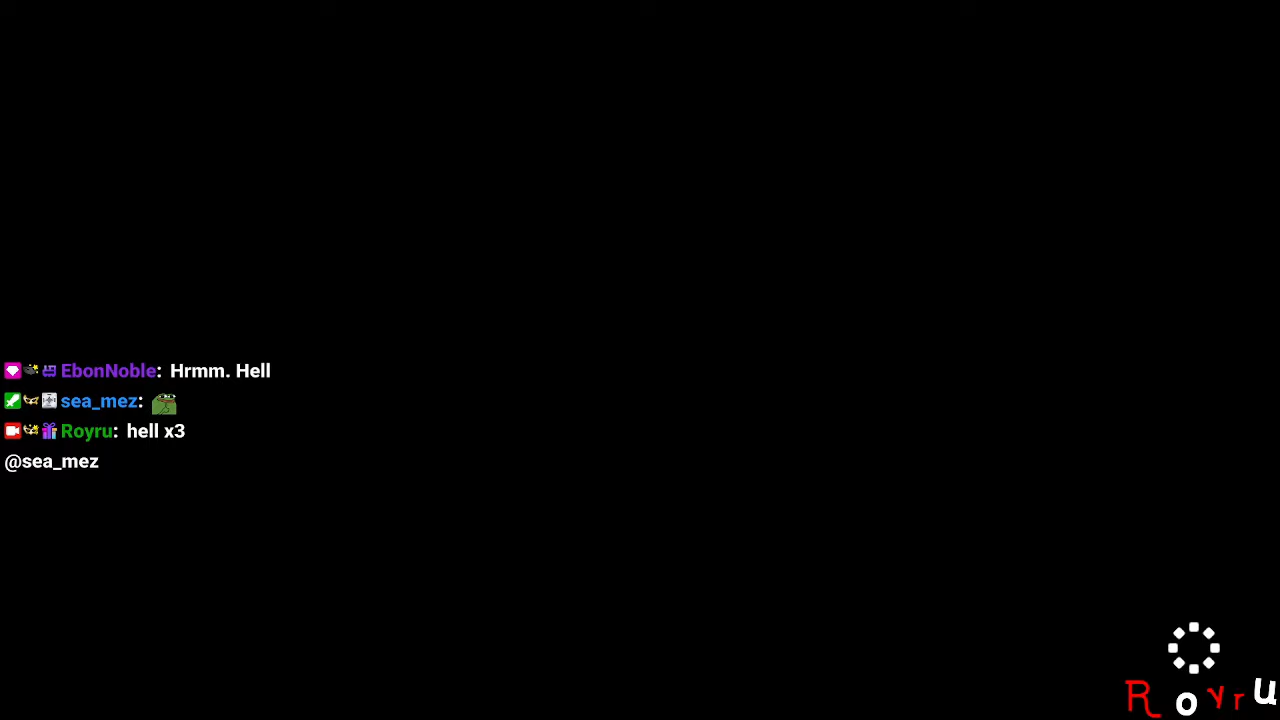 EbonNoble: Hrmm. Hell
sea_mez:
Royru: hell x3
@sea_mez
Royru